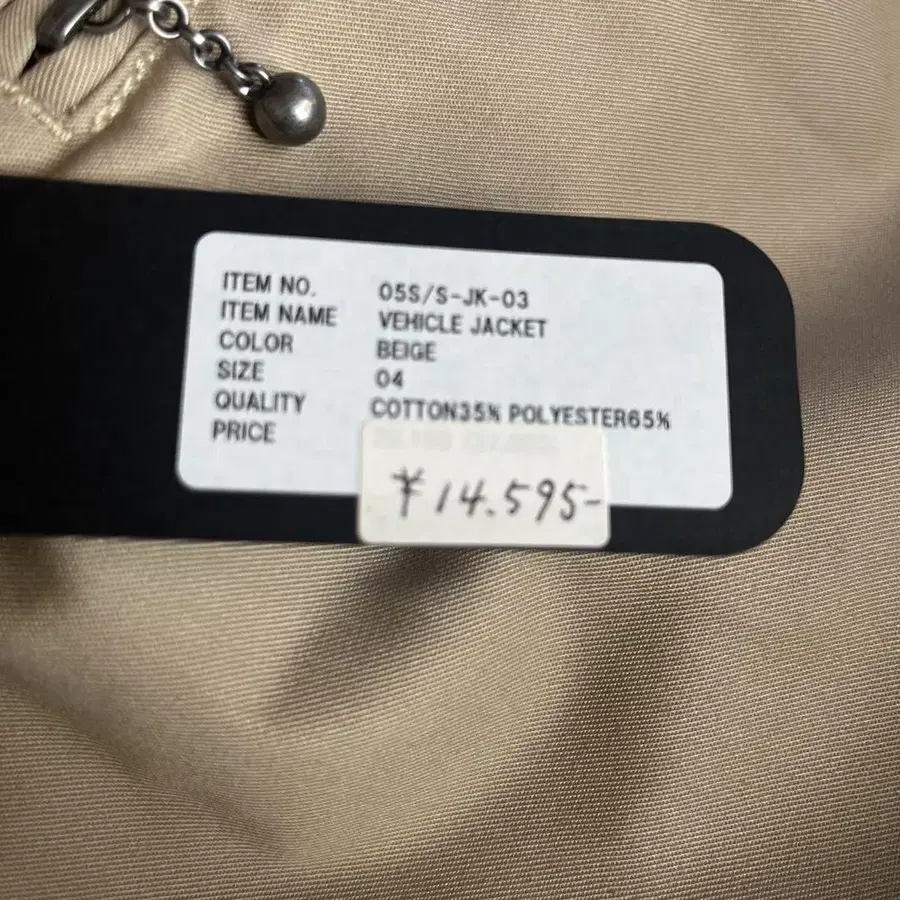 ITEM NO. 05S/S-JK-03
ITEM NAME VEHICLE JACKET
COLOR BEIGE
SIZE 04
QUALITY COTTON35% POLYESTER65%
PRICE
¥14.595-